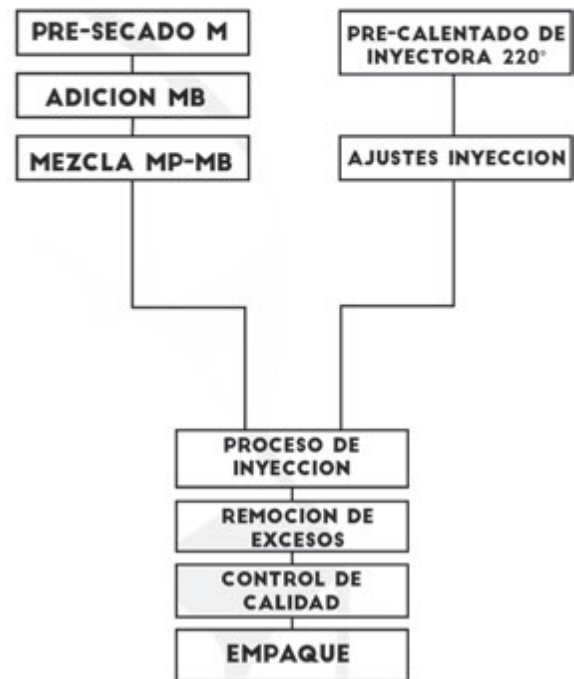 PRE-SECADO M
ADICION MB
MEZCLA MP-MB
PRE-CALENTADO DE
INYECTORA 220°
AJUSTES INYECCION
PROCESO DE
INYECCION
REMOCION DE
EXCESOS
CONTROL DE
CALIDAD
EMPAQUE